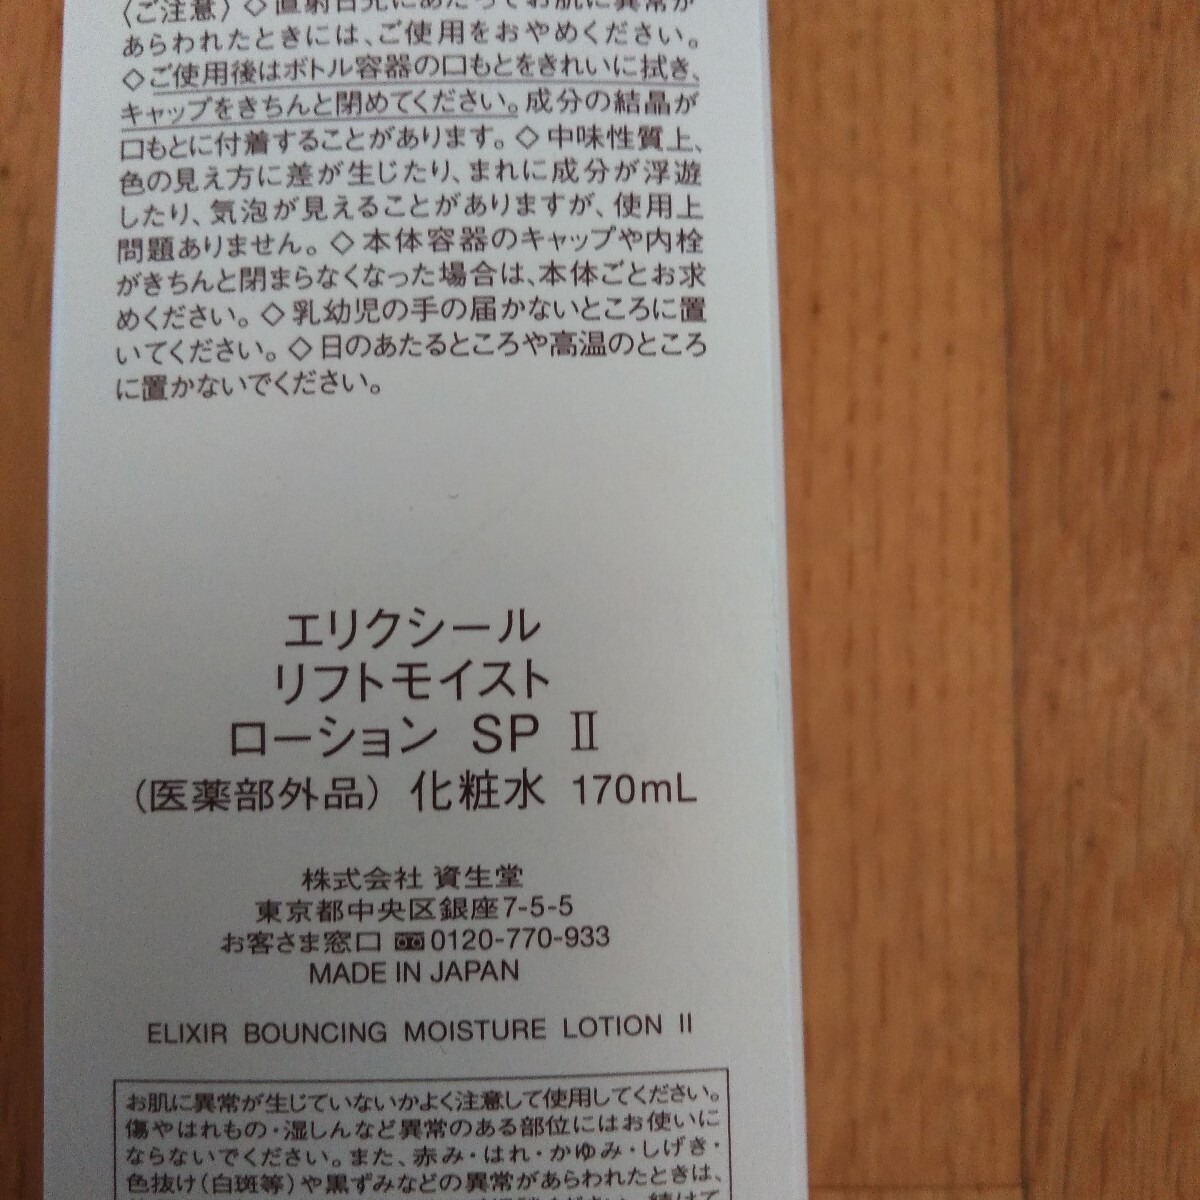 〈ご注意〉◇直射日光にあたってお肌に異常が
あらわれたときには、ご使用をおやめください。
◇ご使用後はボトル容器の口もとをきれいに拭き、
キャップをきちんと閉めてください。成分の結晶が
口もとに付着することがあります。◇中味性質上、
色の見え方に差が生じたり、まれに成分が浮遊
したり、気泡が見えることがありますが、使用上
問題ありません。◇本体容器のキャップや内栓
がきちんと閉まらなくなった場合は、本体ごとお求
めください。◇乳幼児の手の届かないところに置
いてください。◇日のあたるところや高温のところ
に置かないでください。
エリクシール
リフトモイスト
ローション SP Ⅱ
(医薬部外品) 化粧水 170mL
株式会社 資生堂
東京都中央区銀座7-5-5
お客さま窓口 0120-770-933
MADE IN JAPAN
ELIXIR BOUNCING MOISTURE LOTION II
お肌に異常が生じていないかよく注意して使用してください。
傷やはれもの・湿しんなど異常のある部位にはお使いに
ならないでください。また、赤み・はれ・かゆみ・しげき・
色抜け(白斑等)や黒ずみなどの異常があらわれたときは、